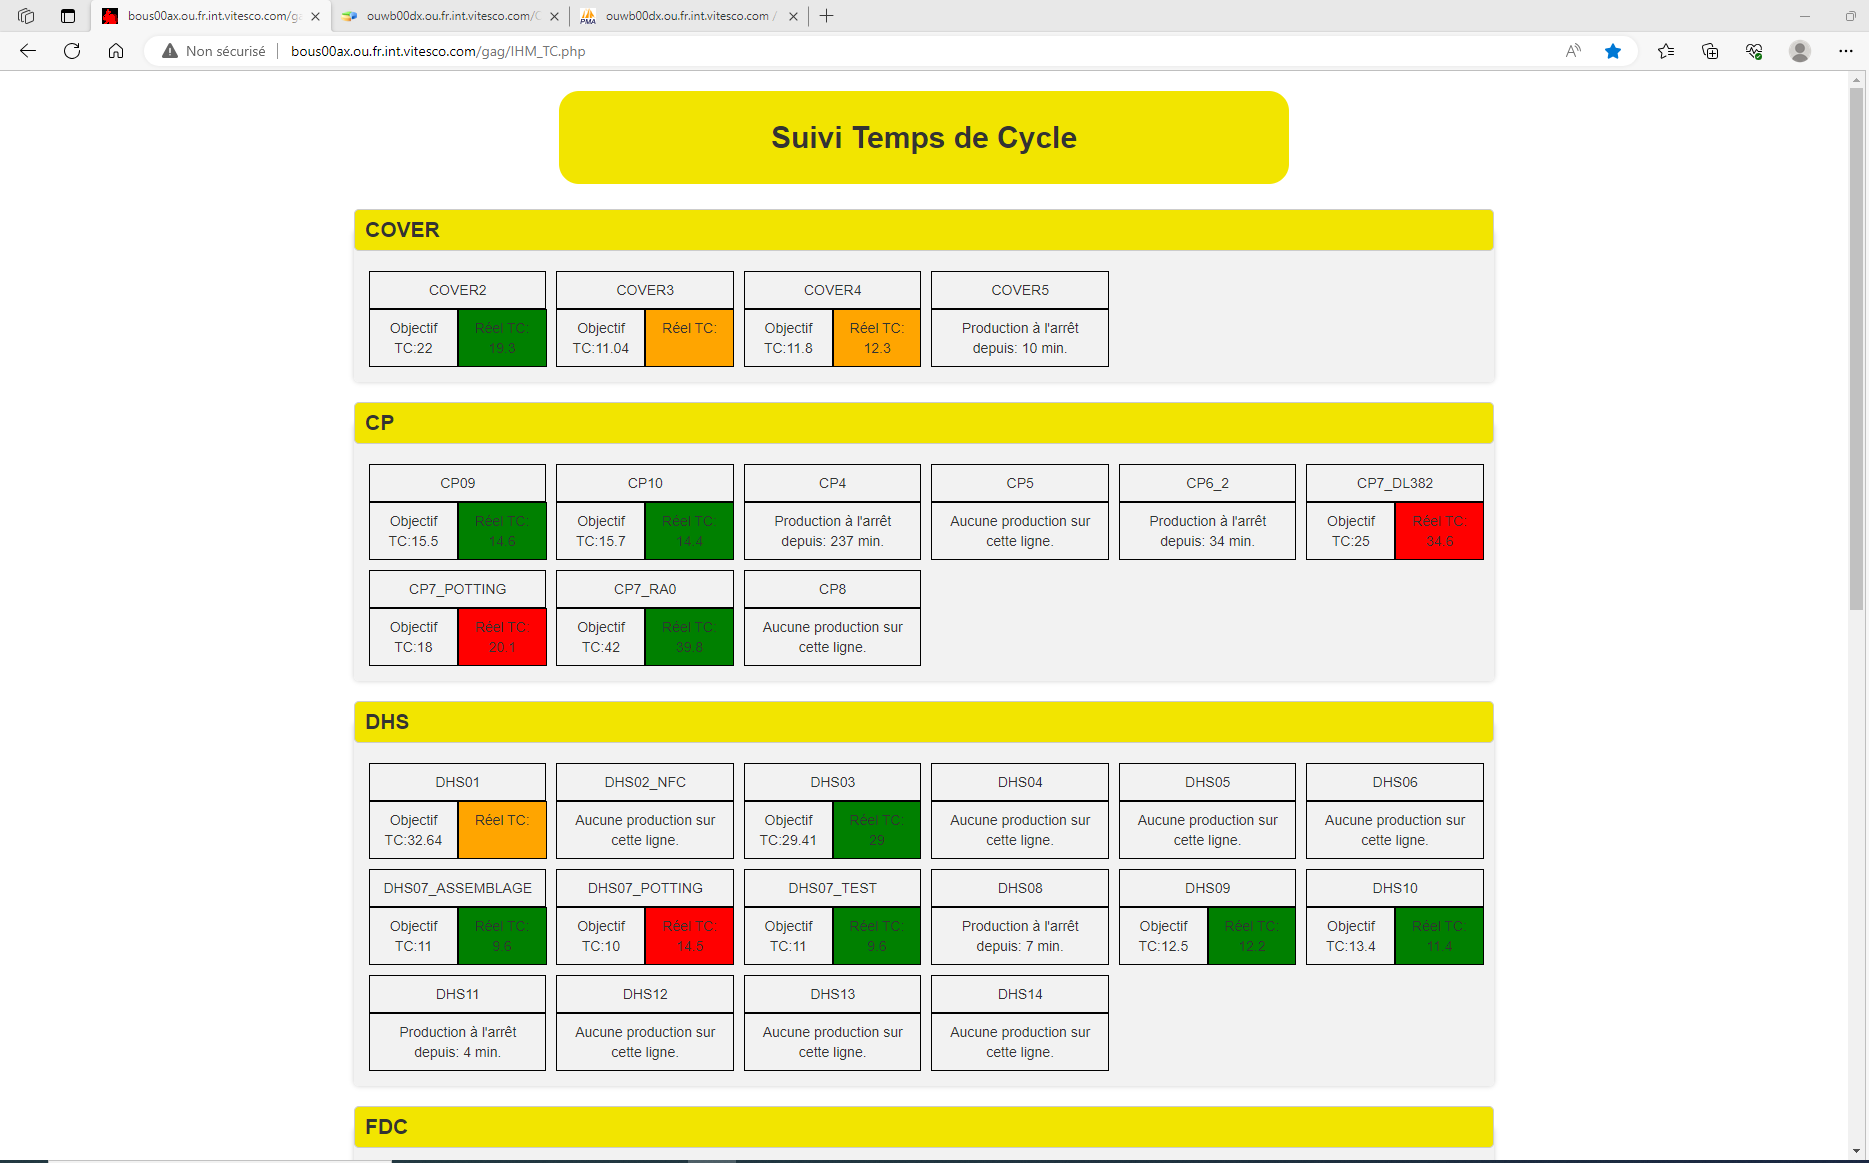 bous00ax.ou.fr.int.vitesco.com/ga
ouwb00dx.ou.fr.int.vitesco.com/C
PMA
ouwb00dx.ou.fr.int.vitesco.com /
Non sécurisé
bous00ax.ou.fr.int.vitesco.com/gag/IHM_TC.php
Suivi Temps de Cycle
COVER
COVER2
Objectif
TC:22
Réel TC:
19.3
COVER3
Objectif
TC:11.04
Réel TC:
COVER4
Objectif
TC:11.8
Réel TC:
12.3
COVER5
Production à l'arrêt
depuis: 10 min.
CP
CP09
Objectif
TC:15.5
Réel TC:
14.6
CP10
Objectif
TC:15.7
Réel TC:
14.4
CP4
Production à l'arrêt
depuis: 237 min.
CP5
Aucune production sur
cette ligne.
CP6_2
Production à l'arrêt
depuis: 34 min.
CP7_DL382
Objectif
TC:25
Réel TC:
34.6
CP7_POTTING
Objectif
TC:18
Réel TC:
20.1
CP7_RA0
Objectif
TC:42
Réel TC:
39.8
CP8
Aucune production sur
cette ligne.
DHS
DHS01
Objectif
TC:32.64
Réel TC:
DHS02_NFC
Aucune production sur
cette ligne.
DHS03
Objectif
TC:29.41
Réel TC:
29
DHS04
Aucune production sur
cette ligne.
DHS05
Aucune production sur
cette ligne.
DHS06
Aucune production sur
cette ligne.
DHS07_ASSEMBLAGE
Objectif
TC:11
Réel TC:
9.6
DHS07_POTTING
Objectif
TC:10
Réel TC:
14.5
DHS07_TEST
Objectif
TC:11
Réel TC:
9.6
DHS08
Production à l'arrêt
depuis: 7 min.
DHS09
Objectif
TC:12.5
Réel TC:
12.2
DHS10
Objectif
TC:13.4
Réel TC:
11.4
DHS11
Production à l'arrêt
depuis: 4 min.
DHS12
Aucune production sur
cette ligne.
DHS13
Aucune production sur
cette ligne.
DHS14
Aucune production sur
cette ligne.
FDC